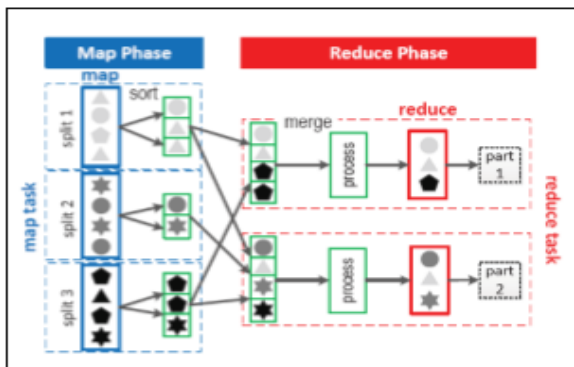 Map Phase
Reduce Phase
map
sort
split 1
split 2
split 3
map task
merge
process
reduce
part
1
process
part
2
reduce task